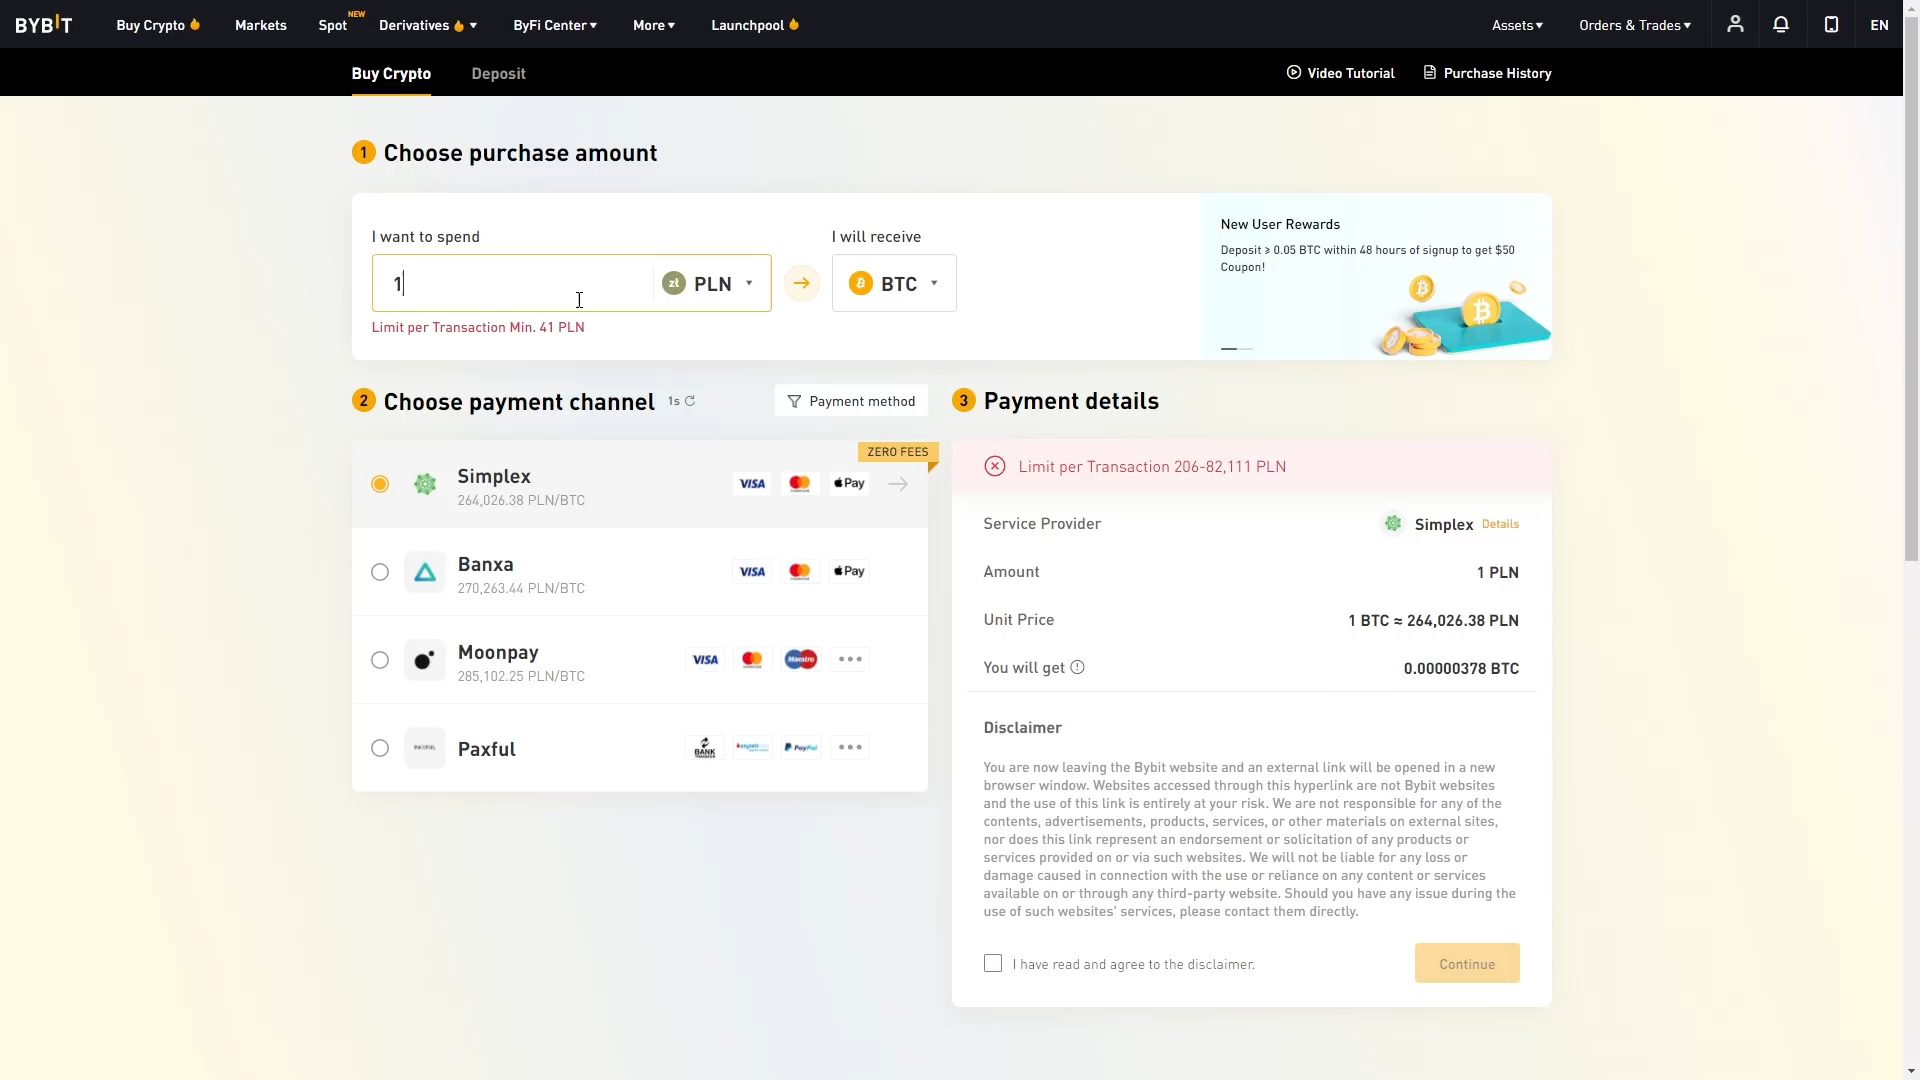 BYBIT
Buy Crypto
Markets
Spot
NEW
Derivatives
ByFi Center
More
Launchpool
Assets
Orders & Trades
EN
Buy Crypto
Deposit
Video Tutorial
Purchase History
1 Choose purchase amount
I want to spend
1
zł PLN
Limit per Transaction Min. 41 PLN
I will receive
BTC
New User Rewards
Deposit ≥ 0.05 BTC within 48 hours of signup to get $50
Coupon!
2 Choose payment channel
1s
Payment method
ZERO FEES
Simplex
264,026.38 PLN/BTC
VISA
Pay
Banxa
270,263.44 PLN/BTC
VISA
Pay
Moonpay
285,102.25 PLN/BTC
VISA
Maestro
Paxful
PAXFUL
BANK
TRANSFER
PayPal
3 Payment details
Limit per Transaction 206-82,111 PLN
Service Provider
Simplex Details
Amount
1 PLN
Unit Price
1 BTC ≈ 264,026.38 PLN
You will get
0.00000378 BTC
Disclaimer
You are now leaving the Bybit website and an external link will be opened in a new
browser window. Websites accessed through this hyperlink are not Bybit websites
and the use of this link is entirely at your risk. We are not responsible for any of the
contents, advertisements, products, services, or other materials on external sites,
nor does this link represent an endorsement or solicitation of any products or
services provided on or via such websites. We will not be liable for any loss or
damage caused in connection with the use or reliance on any content or services
available on or through any third-party website. Should you have any issue during the
use of such websites' services, please contact them directly.
I have read and agree to the disclaimer.
Continue